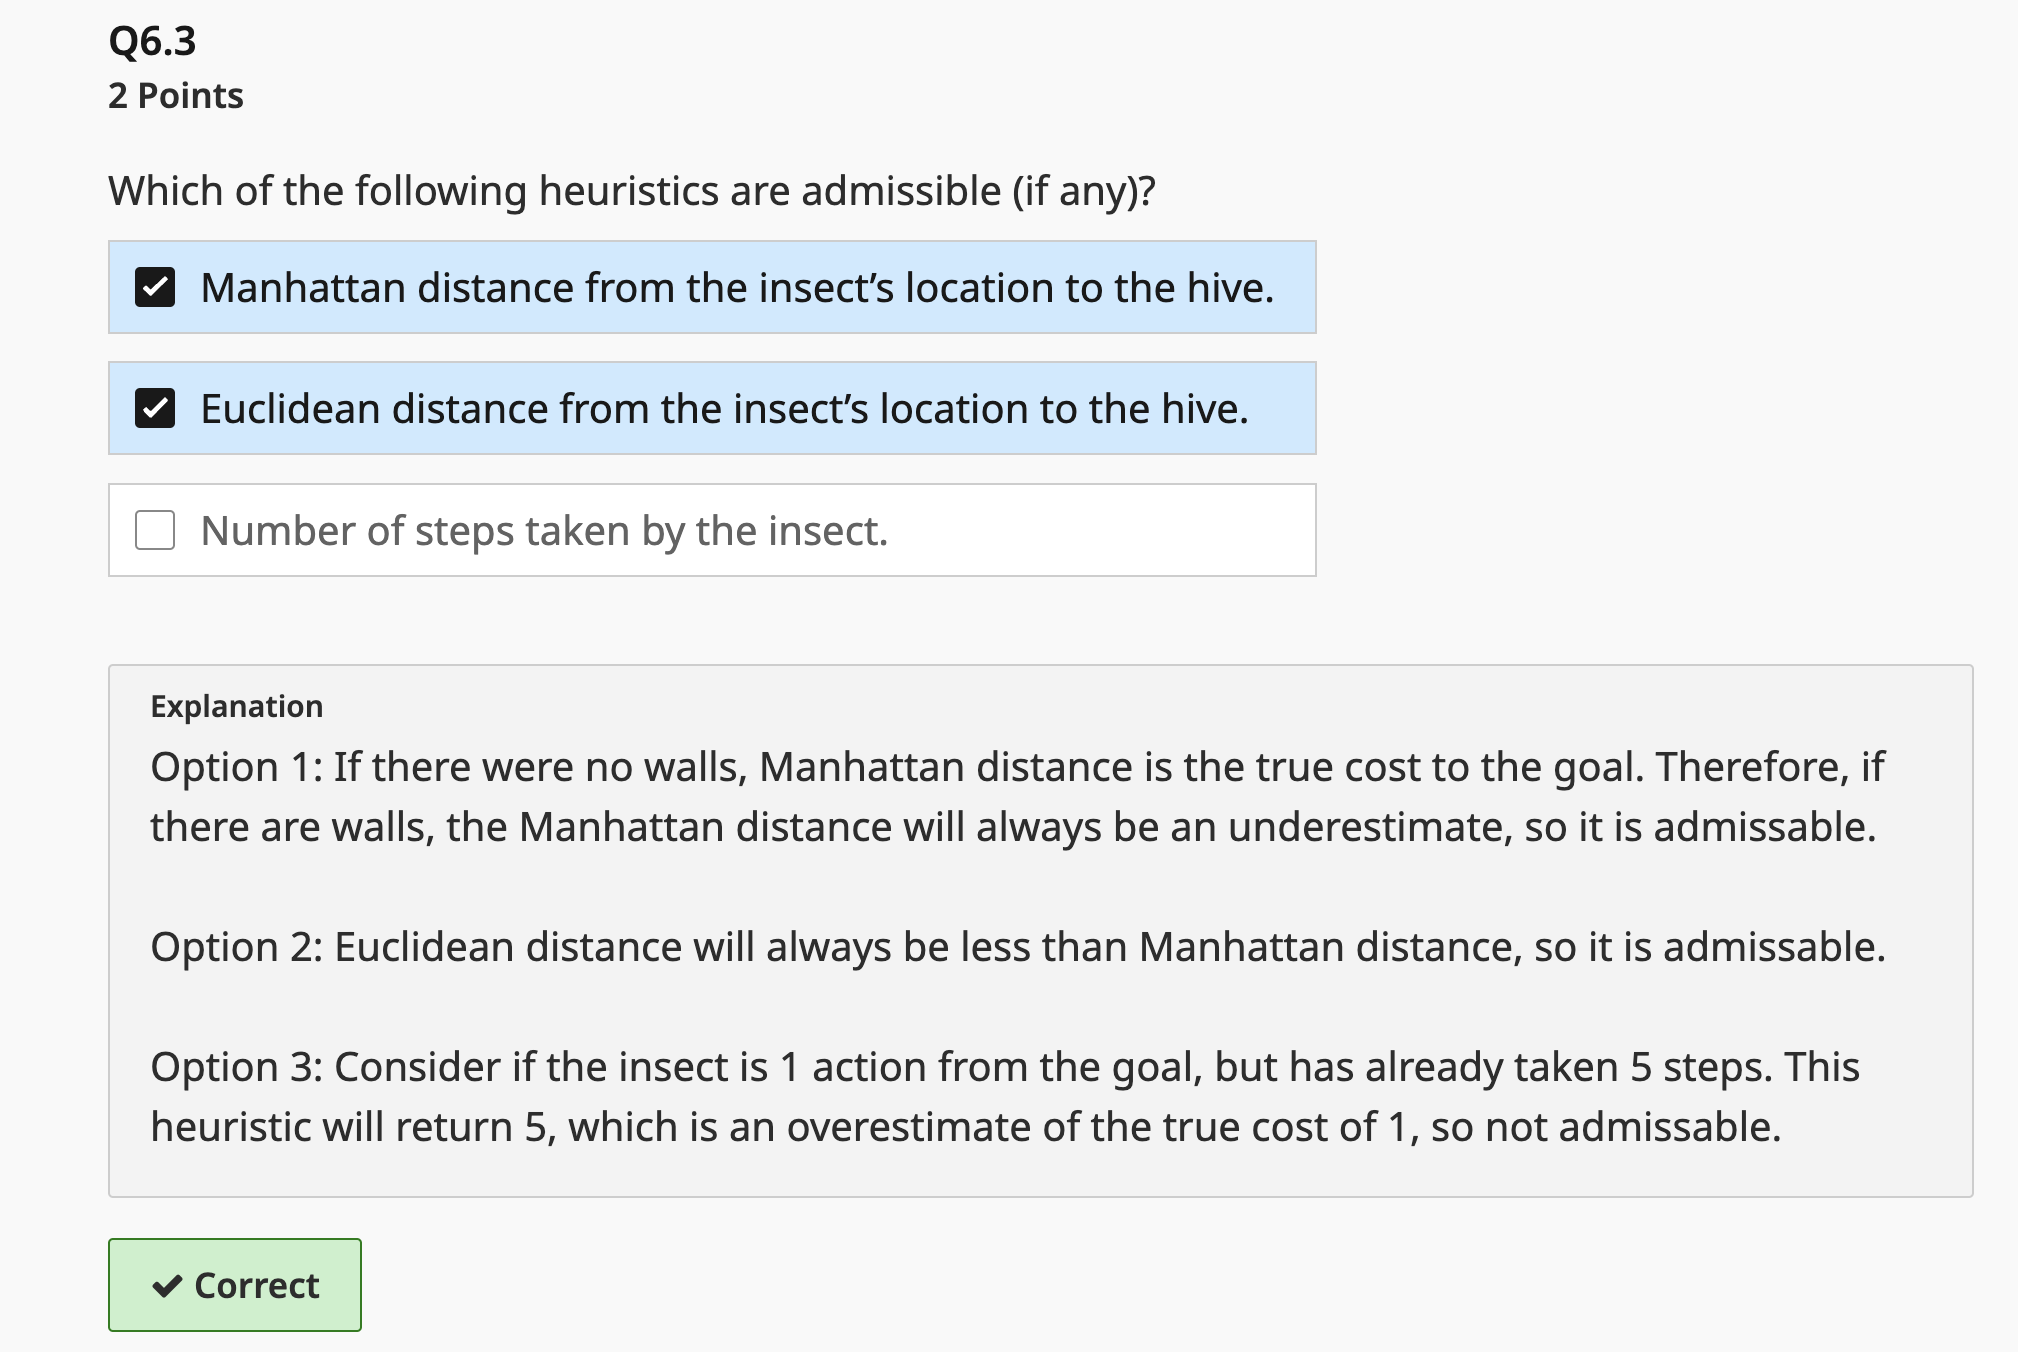 Q6.3
2 Points
Which of the following heuristics are admissible (if any)?
Manhattan distance from the insect’s location to the hive.
Euclidean distance from the insect’s location to the hive.
Number of steps taken by the insect.
Explanation
Option 1: If there were no walls, Manhattan distance is the true cost to the goal. Therefore, if
there are walls, the Manhattan distance will always be an underestimate, so it is admissable.
Option 2: Euclidean distance will always be less than Manhattan distance, so it is admissable.
Option 3: Consider if the insect is 1 action from the goal, but has already taken 5 steps. This
heuristic will return 5, which is an overestimate of the true cost of 1, so not admissable.
Correct